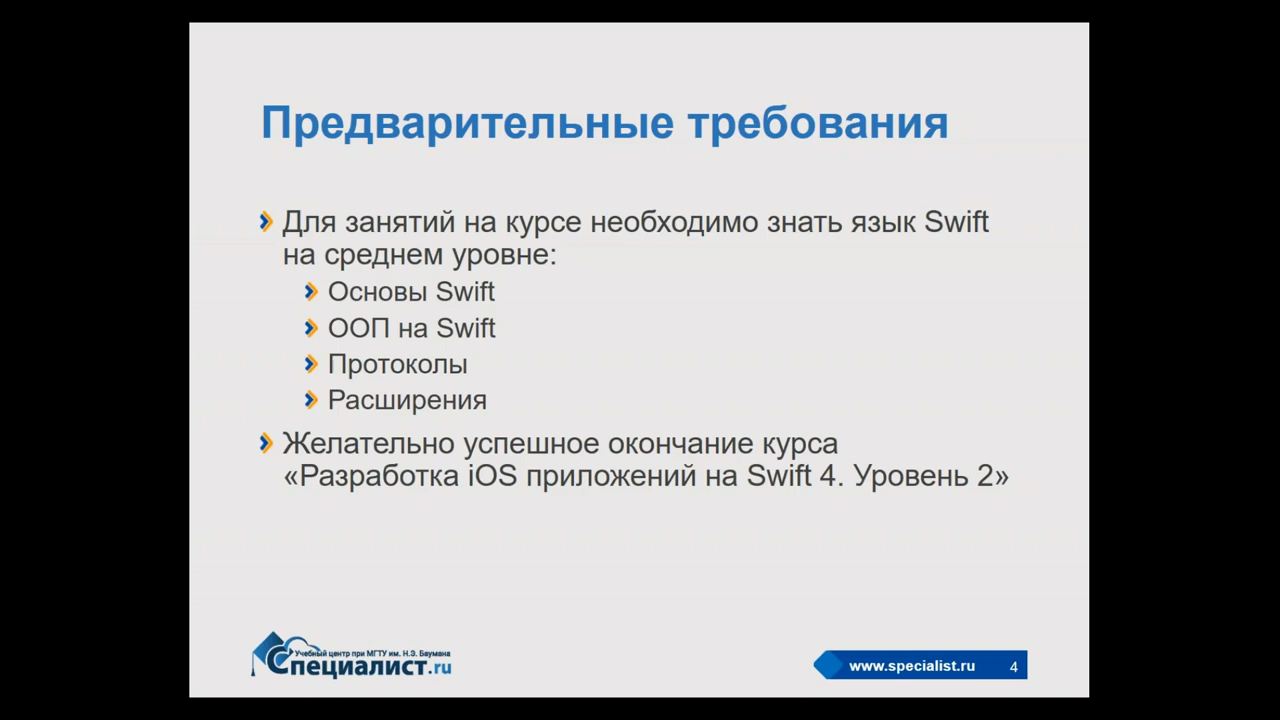 Предварительные требования
Для занятий на курсе необходимо знать язык Swift
на среднем уровне:
Основы Swift
ООП на Swift
Протоколы
Расширения
Желательно успешное окончание курса
«Разработка iOS приложений на Swift 4. Уровень 2»
Учебный центр при МГТУ им. Н.Э. Баумана
Специалист.ru
www.specialist.ru 4